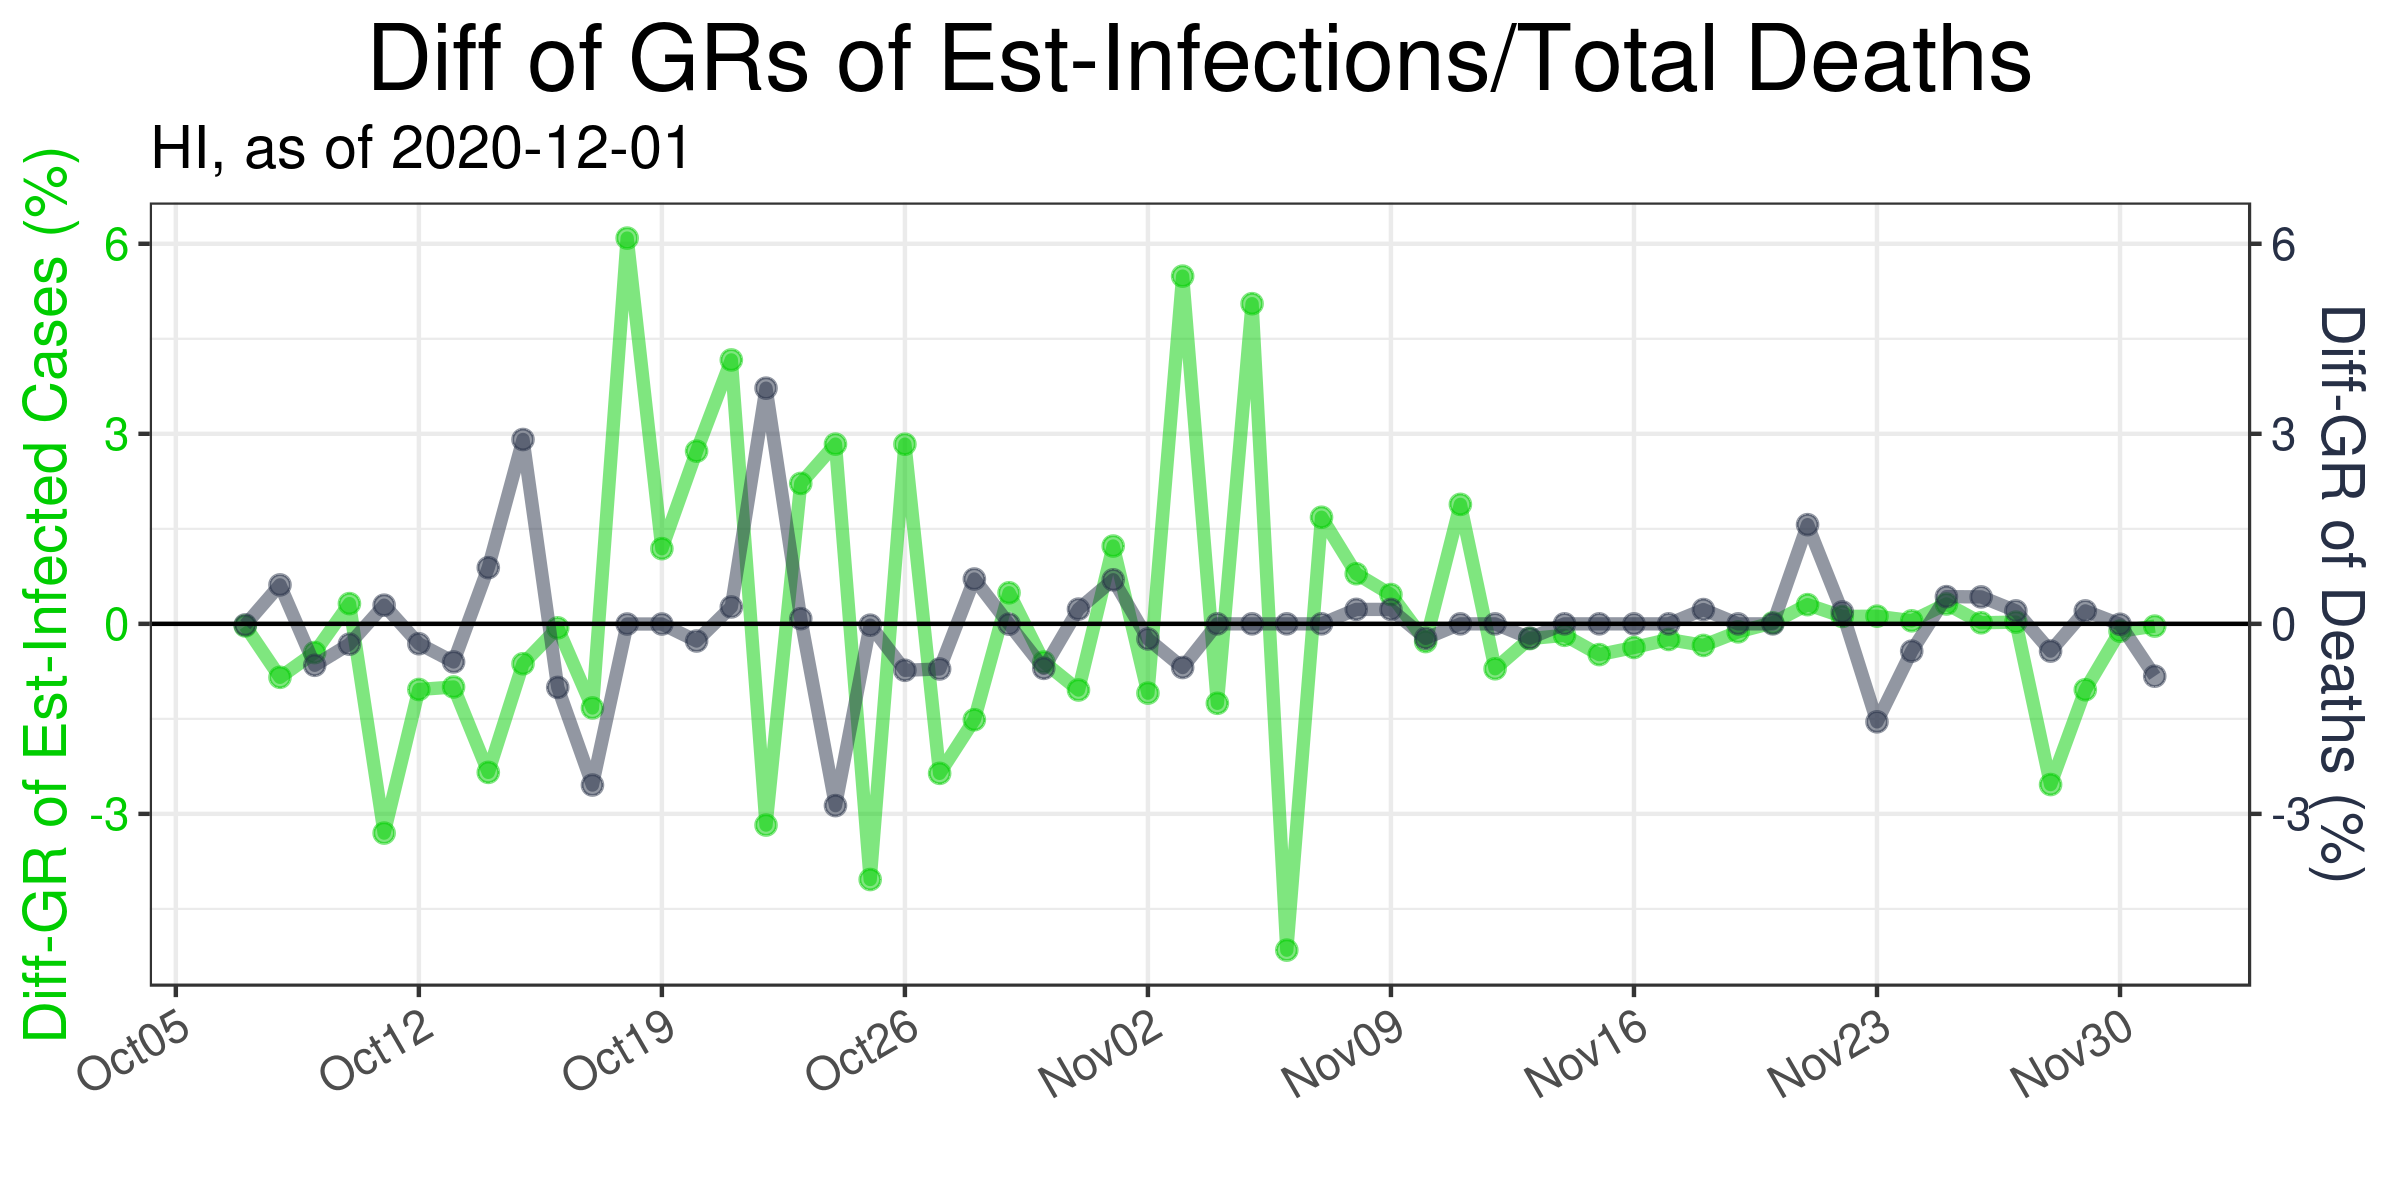 Diff of GRs of Est-Infections/Total Deaths
HI, as of 2020-12-01
Diff-GR of Est-Infected Cases (%)
6
3
0
-3
6
3
0
-3
Diff-GR of Deaths (%)
Oct05
Oct12
Oct19
Oct26
Nov02
Nov09
Nov16
Nov23
Nov30